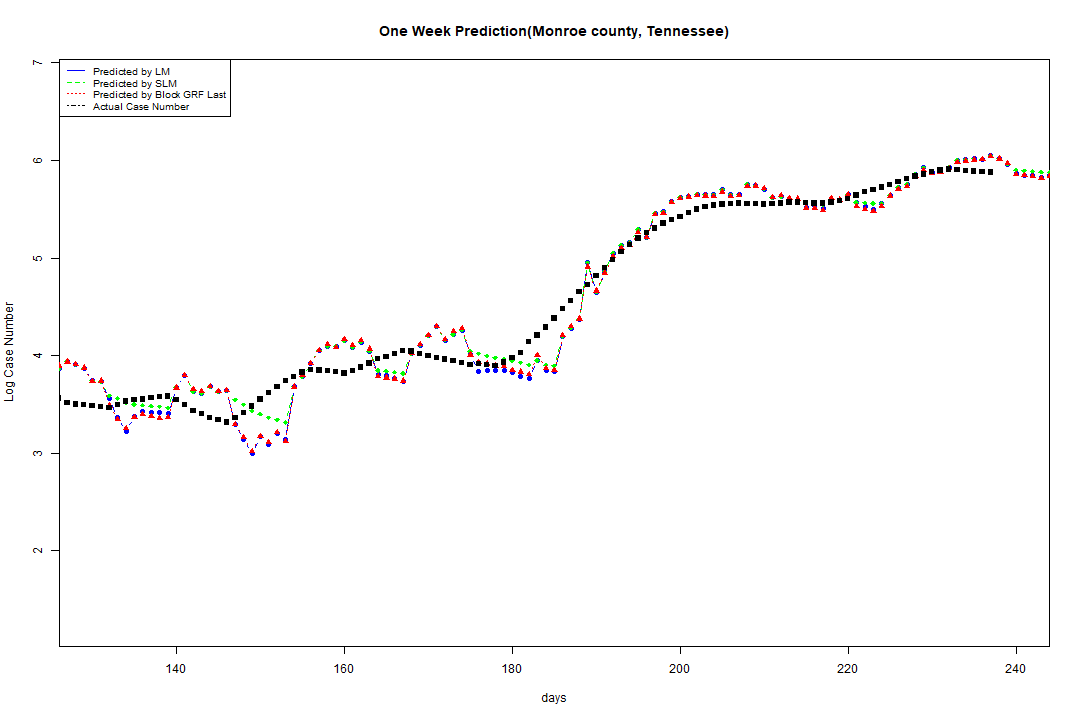 One Week Prediction(Monroe county, Tennessee)
Predicted by LM
Predicted by SLM
Predicted by Block GRF Last
Actual Case Number
7
6
5
4
3
2
Log Case Number
140 160 180 200 220 240
days